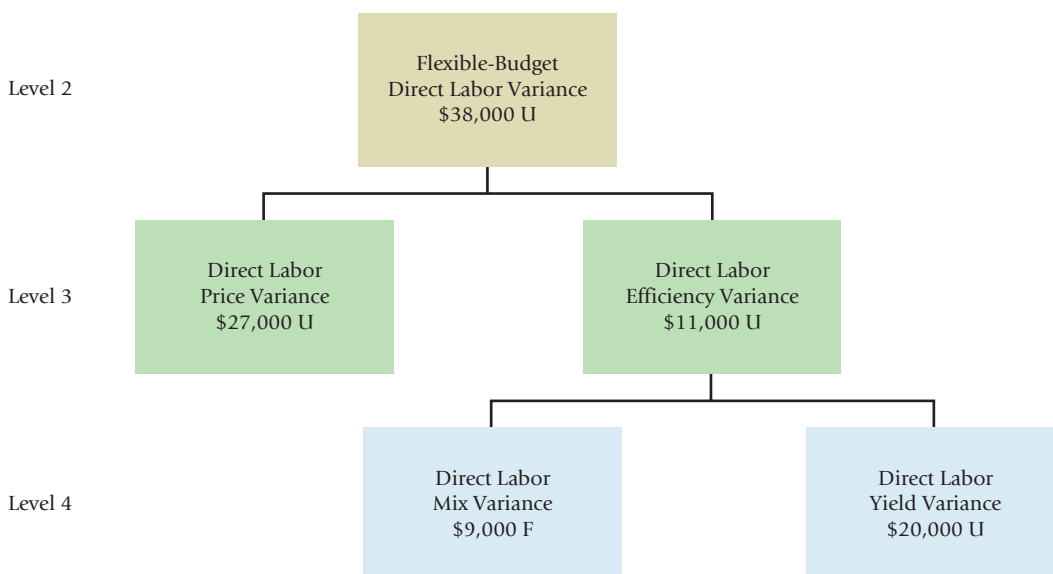 Level 2
Flexible-Budget
Direct Labor Variance
$38,000 U
Level 3
Direct Labor
Price Variance
$27,000 U
Direct Labor
Efficiency Variance
$11,000 U
Level 4
Direct Labor
Mix Variance
$9,000 F
Direct Labor
Yield Variance
$20,000 U